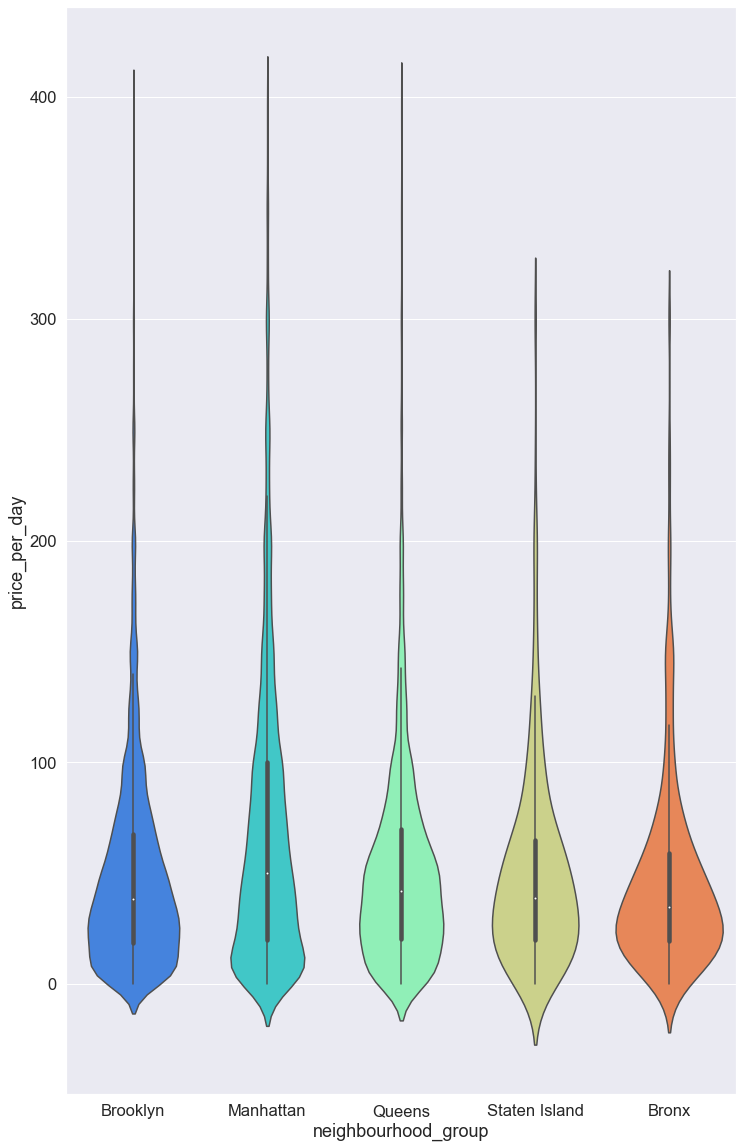 400
300
200
100
0
price_per_day
Brooklyn Manhattan Queens Staten Island Bronx
neighbourhood_group